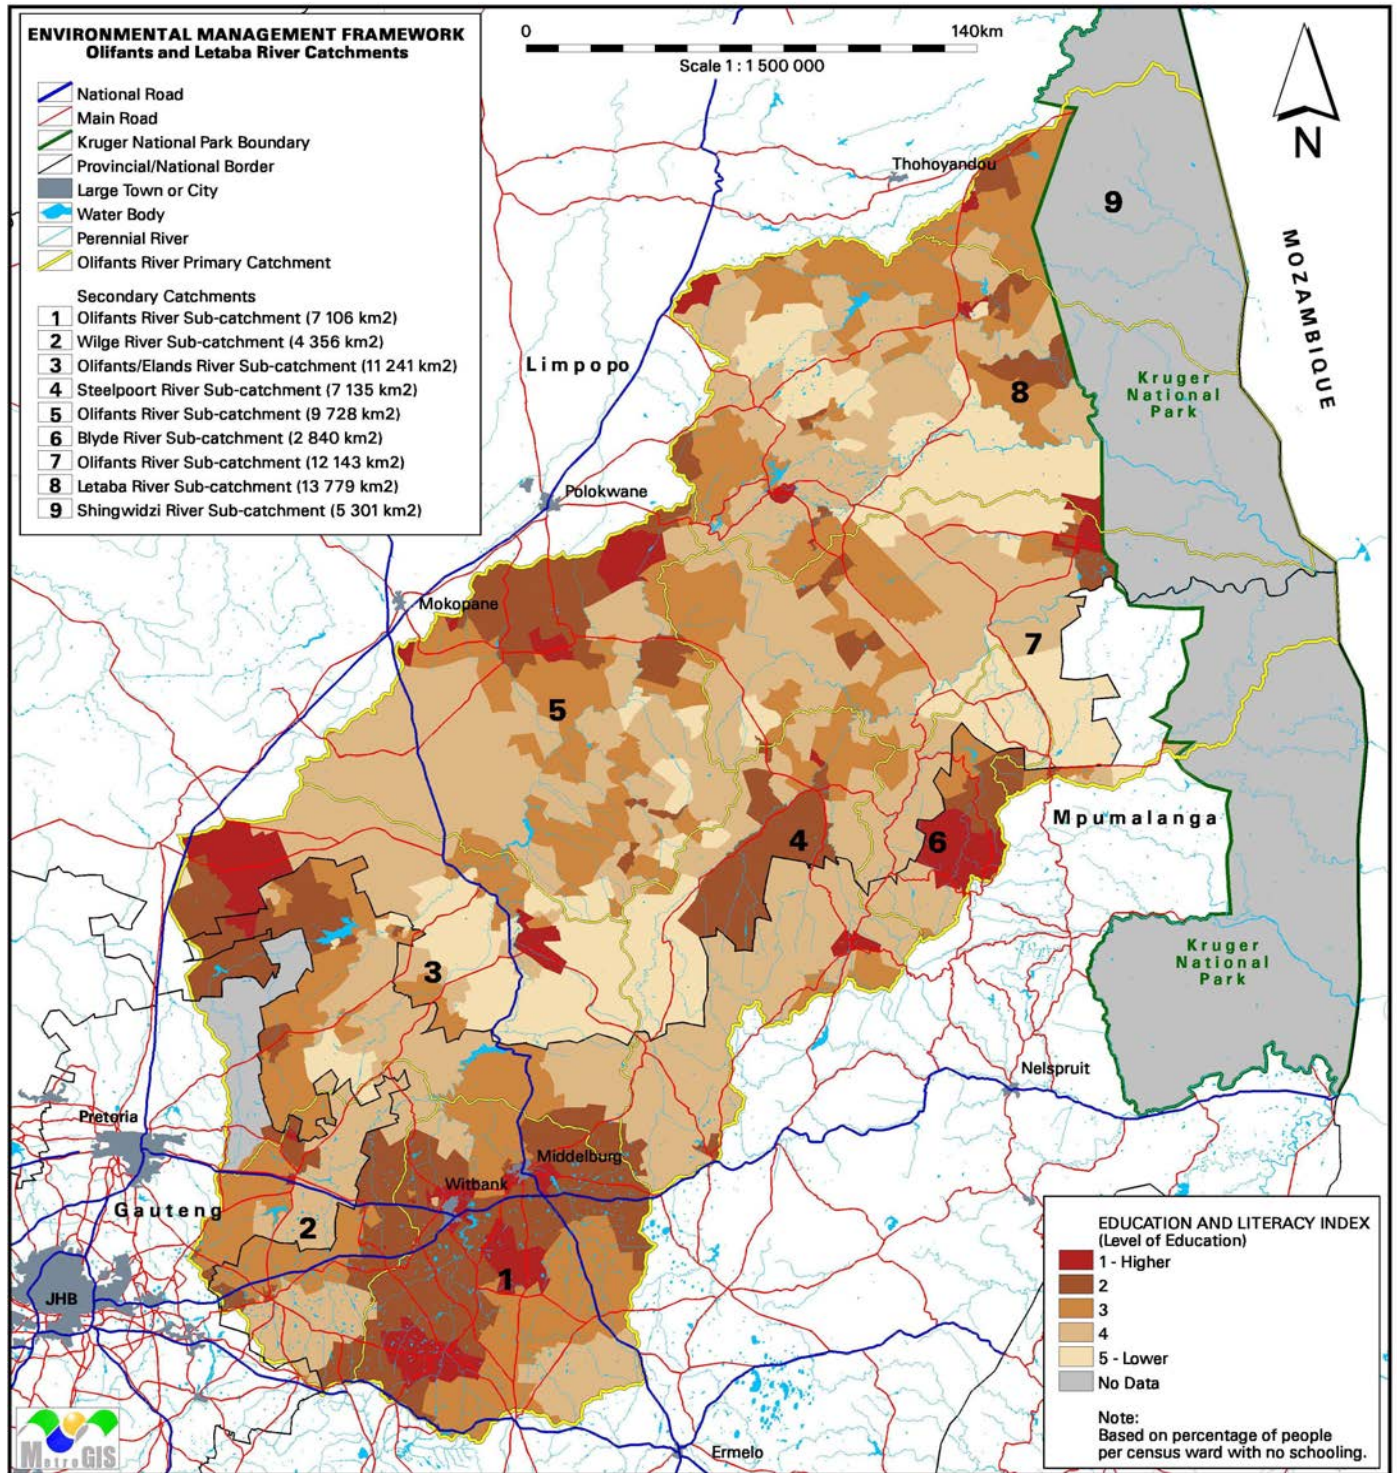 ENVIRONMENTAL MANAGEMENT FRAMEWORK
Olifants and Letaba River Catchments
National Road
Main Road
Kruger National Park Boundary
Provincial/National Border
Large Town or City
Water Body
Perennial River
Olifants River Primary Catchment
Secondary Catchments
1 Olifants River Sub-catchment (7 106 km2)
2 Wilge River Sub-catchment (4 356 km2)
3 Olifants/Elands River Sub-catchment (11 241 km2)
4 Steelpoort River Sub-catchment (7 135 km2)
5 Olifants River Sub-catchment (9 728 km2)
6 Blyde River Sub-catchment (2 840 km2)
7 Olifants River Sub-catchment (12 143 km2)
8 Letaba River Sub-catchment (13 779 km2)
9 Shingwidzi River Sub-catchment (5 301 km2)
0 140km
Scale 1 : 1 500 000
N
Thohoyandou
9
MOZAMBIQUE
Limpopo
Kruger
National
Park
8
Polokwane
Mokopane
7
5
Mpumalanga
4
6
Kruger
National
Park
3
Nelspruit
Pretoria
Middelburg
Witbank
Gauteng
2
1
JHB
Ermelo
EDUCATION AND LITERACY INDEX
(Level of Education)
1 - Higher
2
3
4
5 - Lower
No Data
Note:
Based on percentage of people
per census ward with no schooling.
MetroGIS